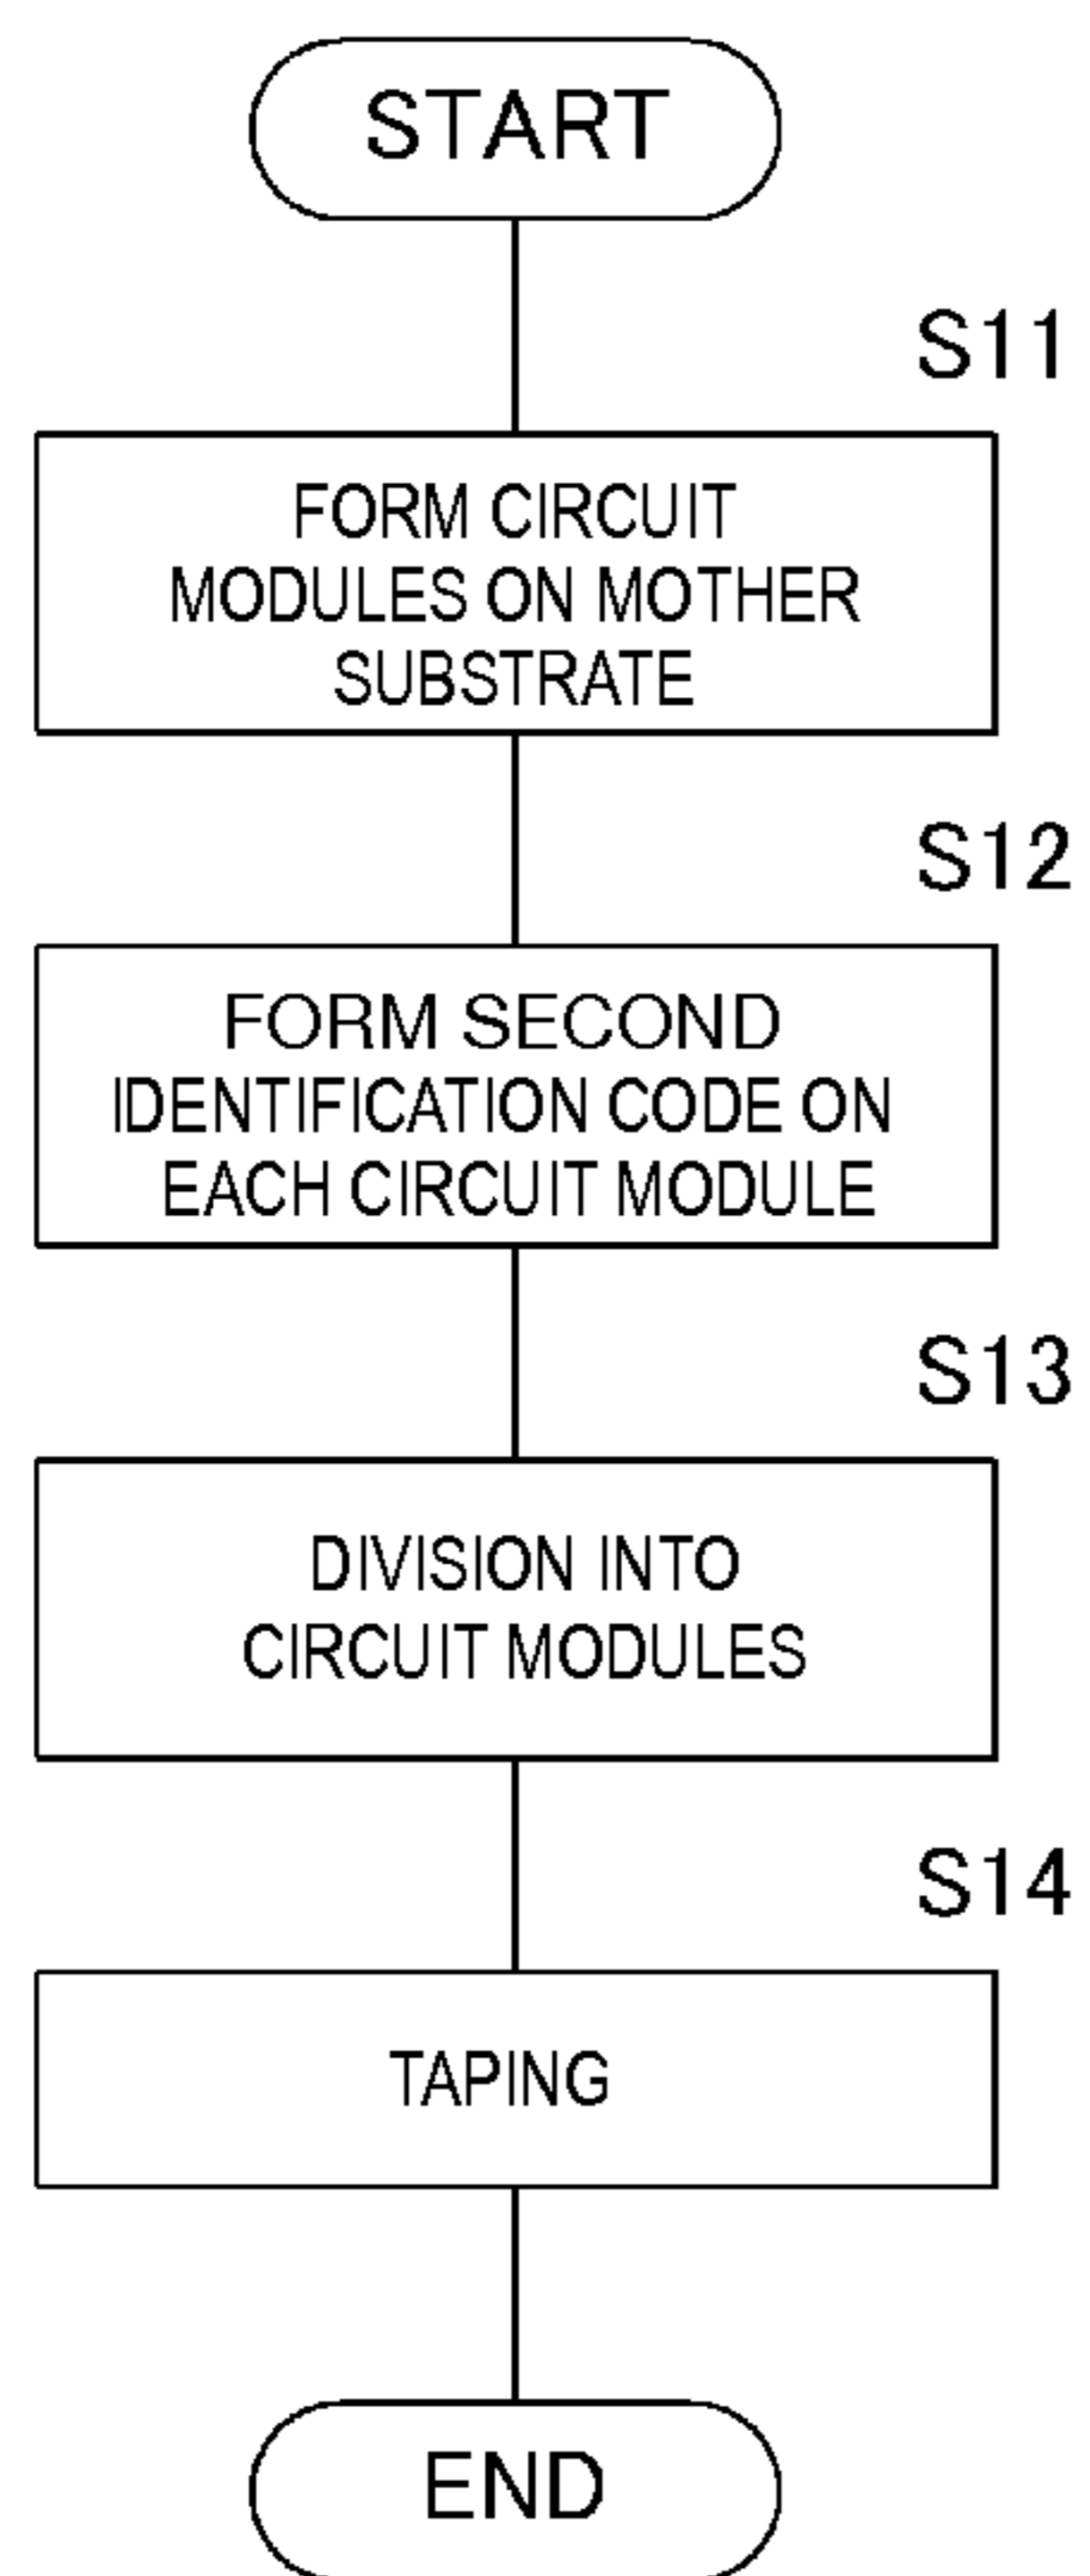 START
S11
FORM CIRCUIT
MODULES ON MOTHER
SUBSTRATE
S12
FORM SECOND
IDENTIFICATION CODE ON
EACH CIRCUIT MODULE
S13
DIVISION INTO
CIRCUIT MODULES
S14
TAPING
END